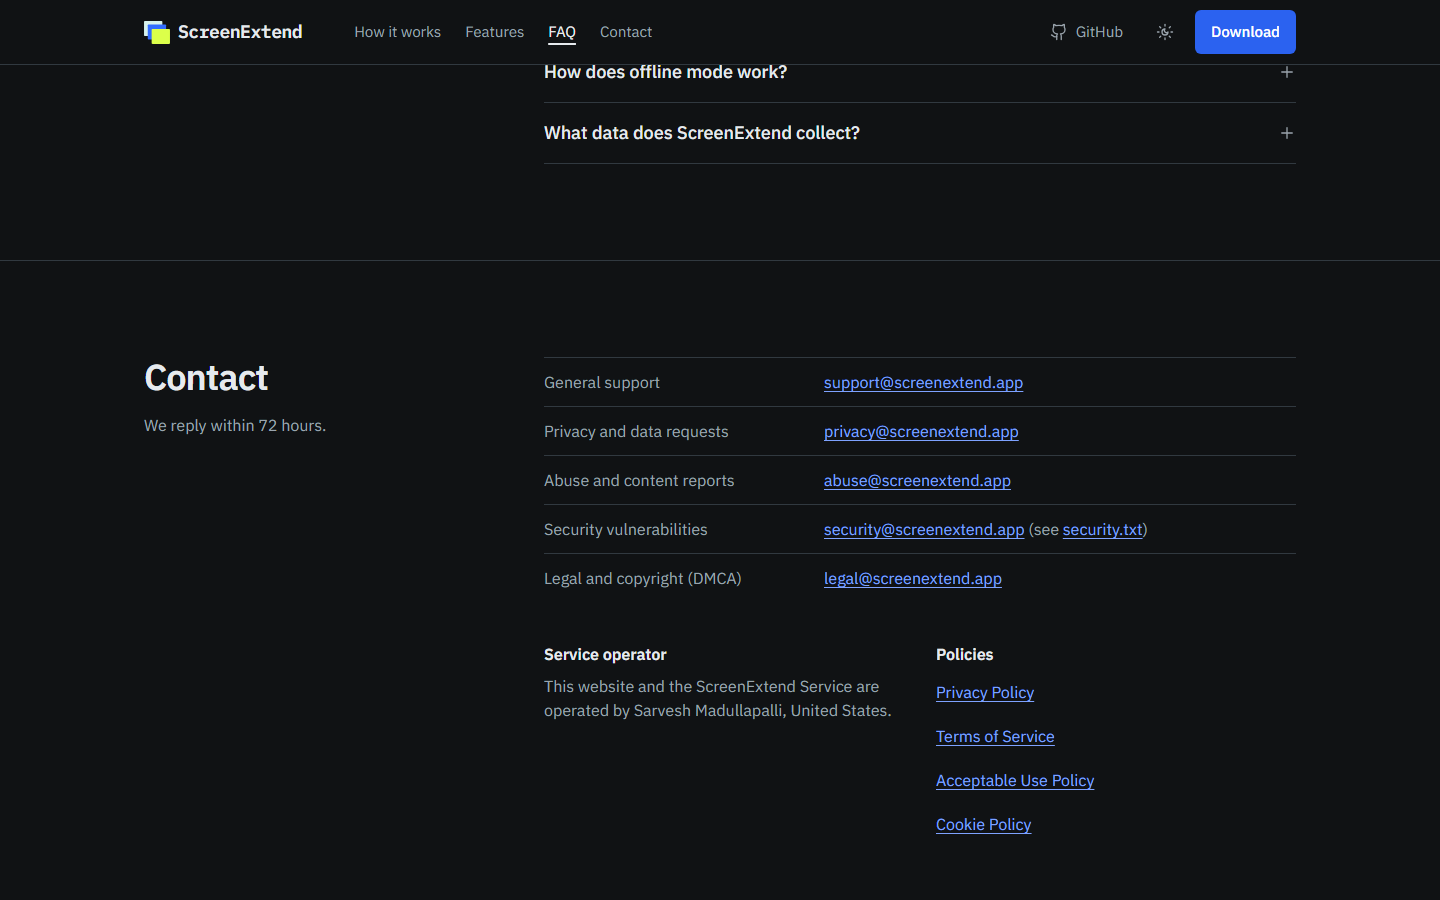 ScreenExtend How it works Features FAQ Contact GitHub Download
How does offline mode work?
What data does ScreenExtend collect?
Contact
We reply within 72 hours.
General support support@screenextend.app
Privacy and data requests privacy@screenextend.app
Abuse and content reports abuse@screenextend.app
Security vulnerabilities security@screenextend.app (see security.txt)
Legal and copyright (DMCA) legal@screenextend.app
Service operator
This website and the ScreenExtend Service are
operated by Sarvesh Madullapalli, United States.
Policies
Privacy Policy
Terms of Service
Acceptable Use Policy
Cookie Policy